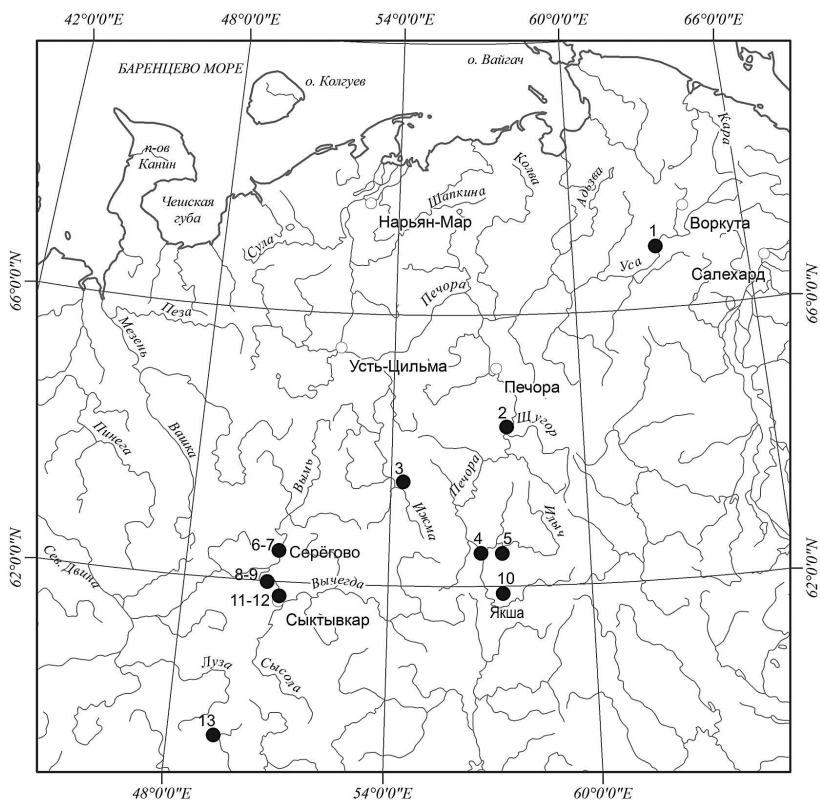 42°0'0"E
48°0'0"E
54°0'0"E
60°0'0"E
66°0'0"E
БАРЕНЦЕВО МОРЕ
о. Колгуев
о. Вайгач
Кара
п-ов
Канин
Чешская
губа
Колва
Шапкина
Адьзва
Нарьян-Мар
Воркута
1
Сула
Уса
Салехард
66°0'0"N
66°0'0"N
Печора
Пеза
Мезень
Усть-Цильма
Печора
2
Щугор
Пинега
Вашка
Вымь
3
Печора
Ижма
Илыч
4
5
6-7
Серёгово
62°0'0"N
62°0'0"N
Сев. Двина
8-9
Вычегда
10
11-12
Якша
Сыктывкар
Луза
Сысола
13
48°0'0"E
54°0'0"E
60°0'0"E